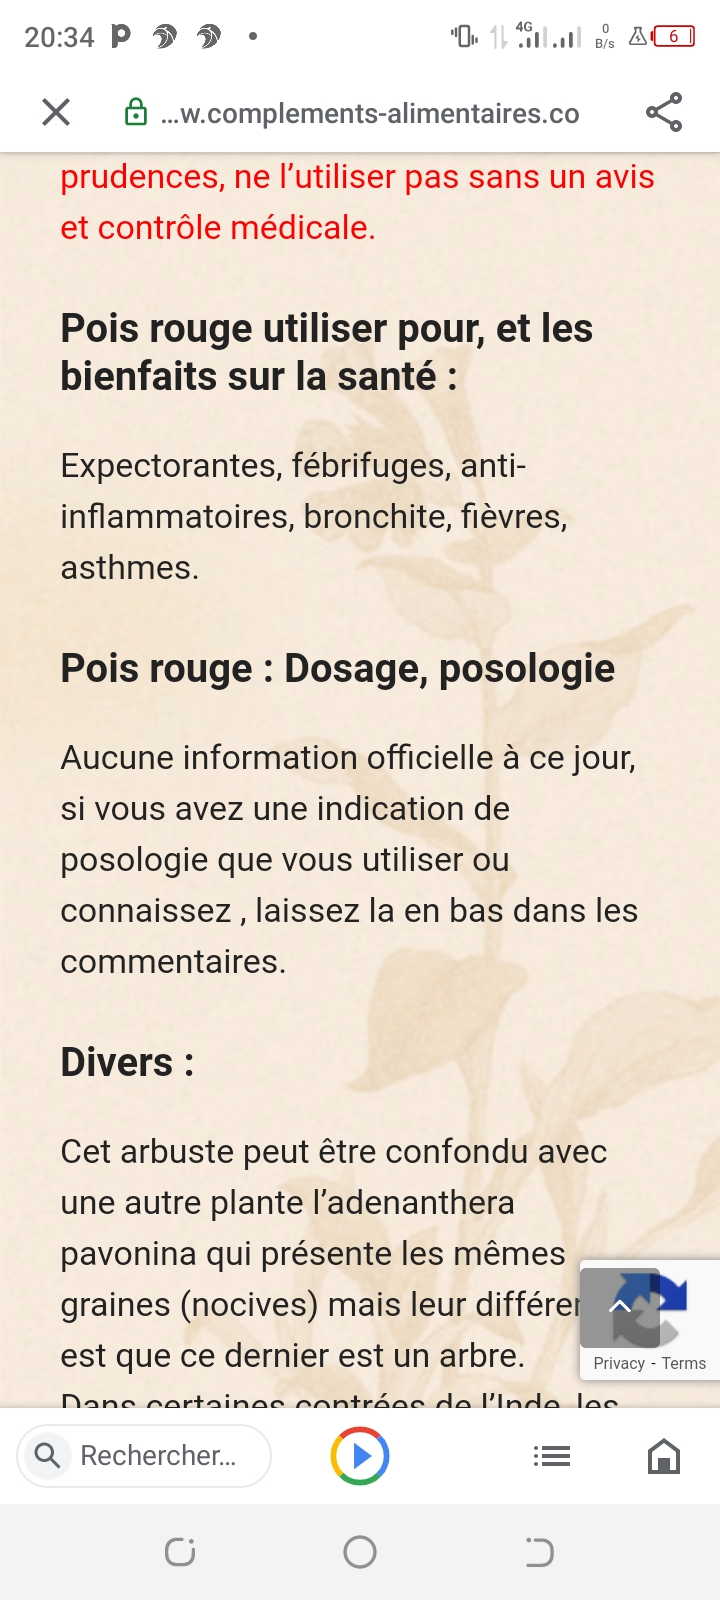 20:34
4G
0
B/s
6
...w.complements-alimentaires.co
prudences, ne l’utiliser pas sans un avis
et contrôle médicale.
Pois rouge utiliser pour, et les
bienfaits sur la santé :
Expectorantes, fébrifuges, anti-
inflammatoires, bronchite, fièvres,
asthmes.
Pois rouge : Dosage, posologie
Aucune information officielle à ce jour,
si vous avez une indication de
posologie que vous utiliser ou
connaissez , laissez la en bas dans les
commentaires.
Divers :
Cet arbuste peut être confondu avec
une autre plante l’adenanthera
pavonina qui présente les mêmes
graines (nocives) mais leur différen
est que ce dernier est un arbre.
Privacy - Terms
Dans certaines contrées de l’Inde, les
Rechercher...